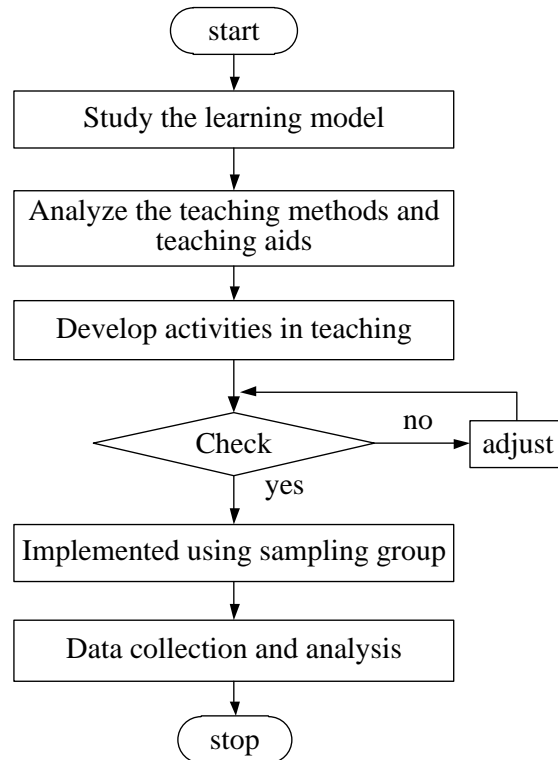 start
Study the learning model
Analyze the teaching methods and
teaching aids
Develop activities in teaching
Check
no
adjust
yes
Implemented using sampling group
Data collection and analysis
stop